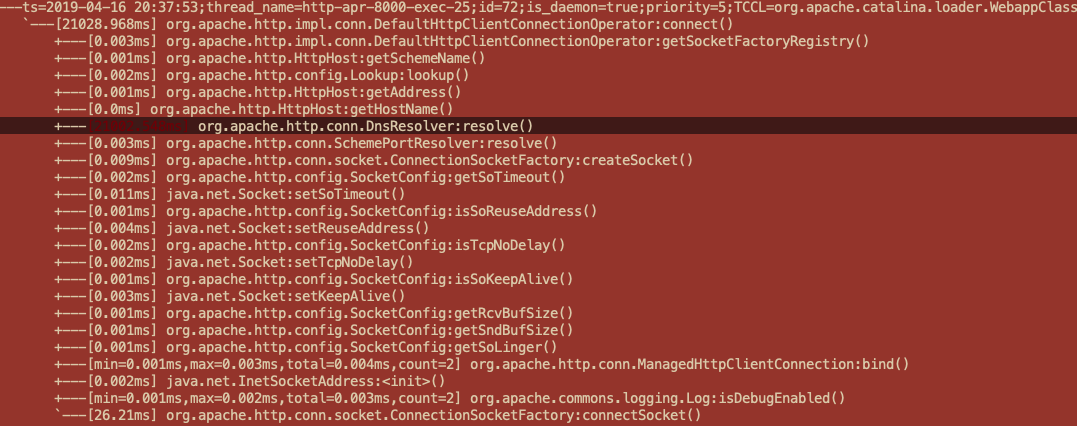 ---ts=2019-04-16 20:37:53;thread_name=http-apr-8000-exec-25;id=72;is_daemon=true;priority=5;TCCL=org.apache.catalina.loader.WebappClass
`---[21028.968ms] org.apache.http.impl.conn.DefaultHttpClientConnectionOperator:connect()
+---[0.003ms] org.apache.http.impl.conn.DefaultHttpClientConnectionOperator:getSocketFactoryRegistry()
+---[0.001ms] org.apache.http.HttpHost:getSchemeName()
+---[0.002ms] org.apache.http.config.Lookup:lookup()
+---[0.001ms] org.apache.http.HttpHost:getAddress()
+---[0.0ms] org.apache.http.HttpHost:getHostName()
+--- org.apache.http.conn.DnsResolver:resolve()
+---[0.003ms] org.apache.http.conn.SchemePortResolver:resolve()
+---[0.009ms] org.apache.http.conn.socket.ConnectionSocketFactory:createSocket()
+---[0.002ms] org.apache.http.config.SocketConfig:getSoTimeout()
+---[0.011ms] java.net.Socket:setSoTimeout()
+---[0.001ms] org.apache.http.config.SocketConfig:isSoReuseAddress()
+---[0.004ms] java.net.Socket:setReuseAddress()
+---[0.002ms] org.apache.http.config.SocketConfig:isTcpNoDelay()
+---[0.002ms] java.net.Socket:setTcpNoDelay()
+---[0.001ms] org.apache.http.config.SocketConfig:isSoKeepAlive()
+---[0.003ms] java.net.Socket:setKeepAlive()
+---[0.001ms] org.apache.http.config.SocketConfig:getRcvBufSize()
+---[0.001ms] org.apache.http.config.SocketConfig:getSndBufSize()
+---[0.001ms] org.apache.http.config.SocketConfig:getSoLinger()
+---[min=0.001ms,max=0.003ms,total=0.004ms,count=2] org.apache.http.conn.ManagedHttpClientConnection:bind()
+---[0.002ms] java.net.InetSocketAddress:<init>()
+---[min=0.001ms,max=0.002ms,total=0.003ms,count=2] org.apache.commons.logging.Log:isDebugEnabled()
`---[26.21ms] org.apache.http.conn.socket.ConnectionSocketFactory:connectSocket()